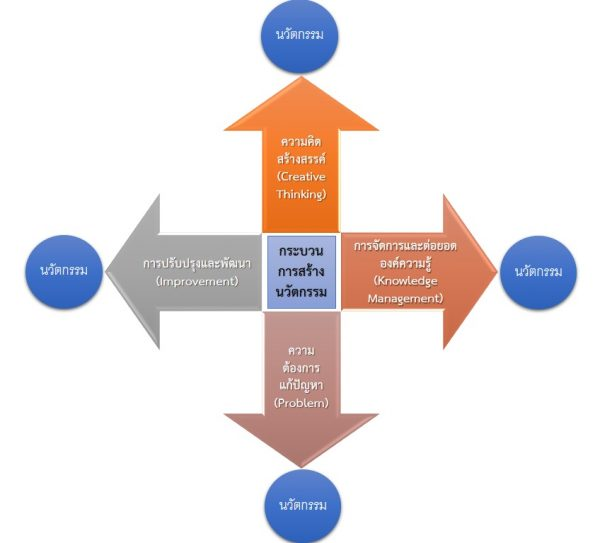 นวัตกรรม
ความคิด
สร้างสรรค์
(Creative
Thinking)
นวัตกรรม
การปรับปรุงและพัฒนา
(Improvement)
กระบวน
การสร้าง
นวัตกรรม
การจัดการและต่อยอด
องค์ความรู้
(Knowledge
Management)
นวัตกรรม
ความ
ต้องการ
แก้ปัญหา
(Problem)
นวัตกรรม